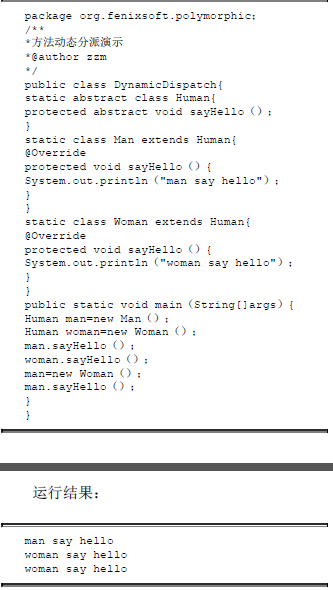 package org.fenixsoft.polymorphic;
/**
*方法动态分派演示
*@author zzm
*/
public class DynamicDispatch{
static abstract class Human{
protected abstract void sayHello（）；
}
static class Man extends Human{
@Override
protected void sayHello（）{
System.out.println（"man say hello"）；
}
}
static class Woman extends Human{
@Override
protected void sayHello（）{
System.out.println（"woman say hello"）；
}
}
public static void main（String[]args）{
Human man=new Man（）；
Human woman=new Woman（）；
man.sayHello（）；
woman.sayHello（）；
man=new Woman（）；
man.sayHello（）；
}
}
运行结果：
man say hello
woman say hello
woman say hello